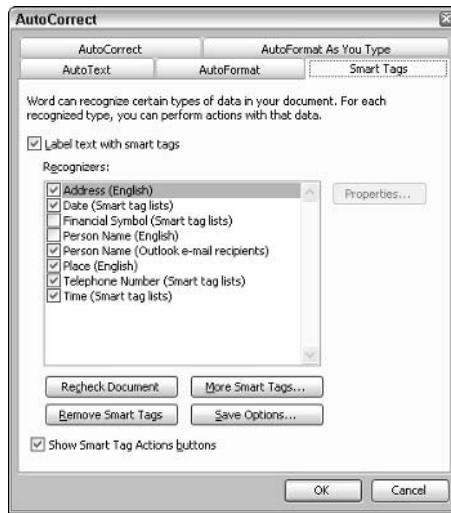 AutoCorrect
AutoCorrect
AutoFormat As You Type
AutoText
AutoFormat
Smart Tags
Word can recognize certain types of data in your document. For each
recognized type, you can perform actions with that data.
Label text with smart tags
Recognizers:
Address (English)
Date (Smart tag lists)
Financial Symbol (Smart tag lists)
Person Name (English)
Person Name (Outlook e-mail recipients)
Place (English)
Telephone Number (Smart tag lists)
Time (Smart tag lists)
Properties...
Recheck Document
More Smart Tags...
Remove Smart Tags
Save Options...
Show Smart Tag Actions buttons
OK
Cancel